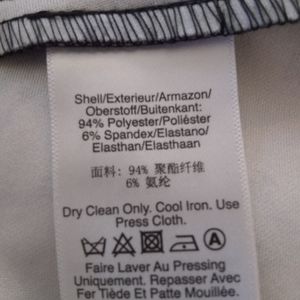 Shell/Exterieur/Armazon/
Oberstoff/Buitenkant:
94% Polyester/Poliéster
6% Spandex/Elastano/
Elasthan/Elasthaan
面料: 94% 聚酯纤维
6% 氨纶
Dry Clean Only. Cool Iron. Use
Press Cloth.
A
Faire Laver Au Pressing
Uniquement. Repasser Avec
Fer Tiède Et Patte Mouillée.